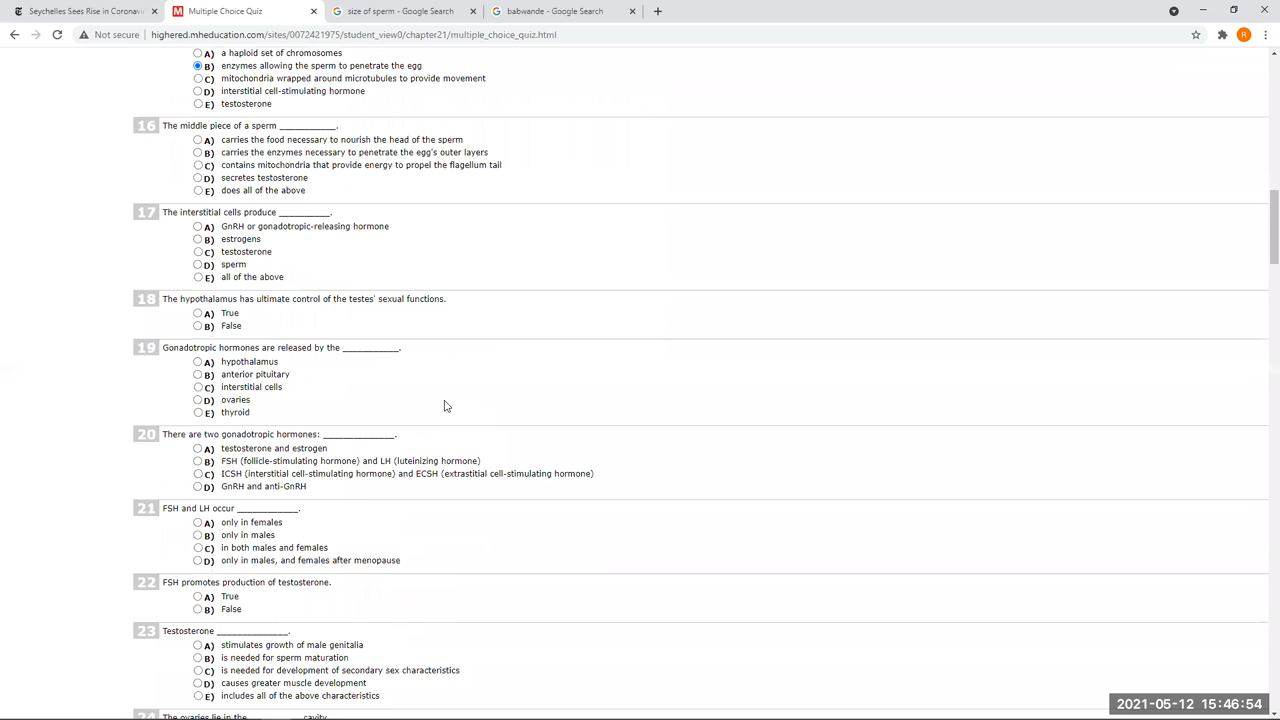 Seychelles Sees Rise in Coronavi
Multiple Choice Quiz
size of sperm - Google Search
babwande - Google Search
Not secure
highered.mheducation.com/sites/0072421975/student_view0/chapter21/multiple_choice_quiz.html
R
A) a haploid set of chromosomes
B) enzymes allowing the sperm to penetrate the egg
C) mitochondria wrapped around microtubules to provide movement
D) interstitial cell-stimulating hormone
E) testosterone
16 The middle piece of a sperm ____________.
A) carries the food necessary to nourish the head of the sperm
B) carries the enzymes necessary to penetrate the egg's outer layers
C) contains mitochondria that provide energy to propel the flagellum tail
D) secretes testosterone
E) does all of the above
17 The interstitial cells produce ___________.
A) GnRH or gonadotropic-releasing hormone
B) estrogens
C) testosterone
D) sperm
E) all of the above
18 The hypothalamus has ultimate control of the testes' sexual functions.
A) True
B) False
19 Gonadotropic hormones are released by the ____________.
A) hypothalamus
B) anterior pituitary
C) interstitial cells
D) ovaries
E) thyroid
20 There are two gonadotropic hormones: _______________.
A) testosterone and estrogen
B) FSH (follicle-stimulating hormone) and LH (luteinizing hormone)
C) ICSH (interstitial cell-stimulating hormone) and ECSH (extrastitial cell-stimulating hormone)
D) GnRH and anti-GnRH
21 FSH and LH occur _____________.
A) only in females
B) only in males
C) in both males and females
D) only in males, and females after menopause
22 FSH promotes production of testosterone.
A) True
B) False
23 Testosterone _______________.
A) stimulates growth of male genitalia
B) is needed for sperm maturation
C) is needed for development of secondary sex characteristics
D) causes greater muscle development
E) includes all of the above characteristics
24 The ovaries lie in the ____________ cavity.
2021-05-12 15:46:54